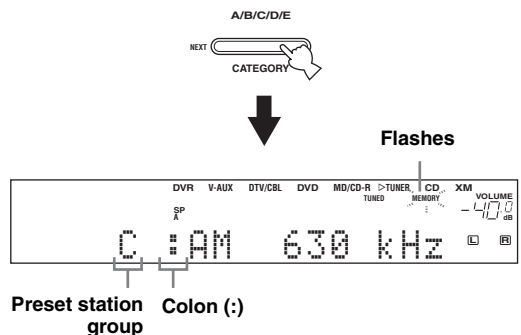 A/B/C/D/E
NEXT
CATEGORY
Flashes
DVR V-AUX DTV/CBL DVD MD/CD-R ▷TUNER CD XM
TUNED MEMORY VOLUME
SP A -40.0 dB
C :AM 630 kHz L R
Preset station group
Colon (:)